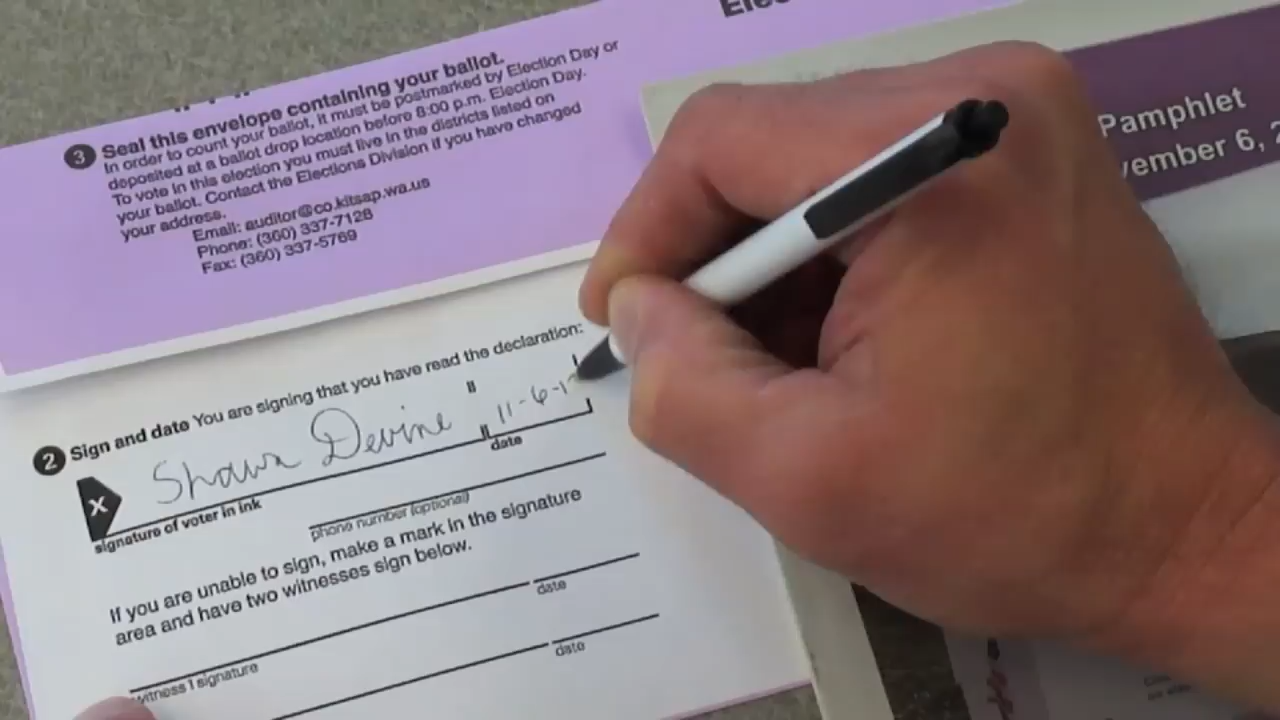 3 Seal this envelope containing your ballot.
In order to count your ballot, it must be postmarked by Election Day or
deposited at a ballot drop location before 8:00 p.m. Election Day.
To vote in this election you must live in the districts listed on
your ballot. Contact the Elections Division if you have changed
your address.
Email: auditor@co.kitsap.wa.us
Phone: (360) 337-7128
Fax: (360) 337-5769
Pamphlet
vember 6, 2
2 Sign and date You are signing that you have read the declaration:
X Shawn Devine 11-6-1
signature of voter in ink date
phone number (optional)
If you are unable to sign, make a mark in the signature
area and have two witnesses sign below.
witness 1 signature date
date